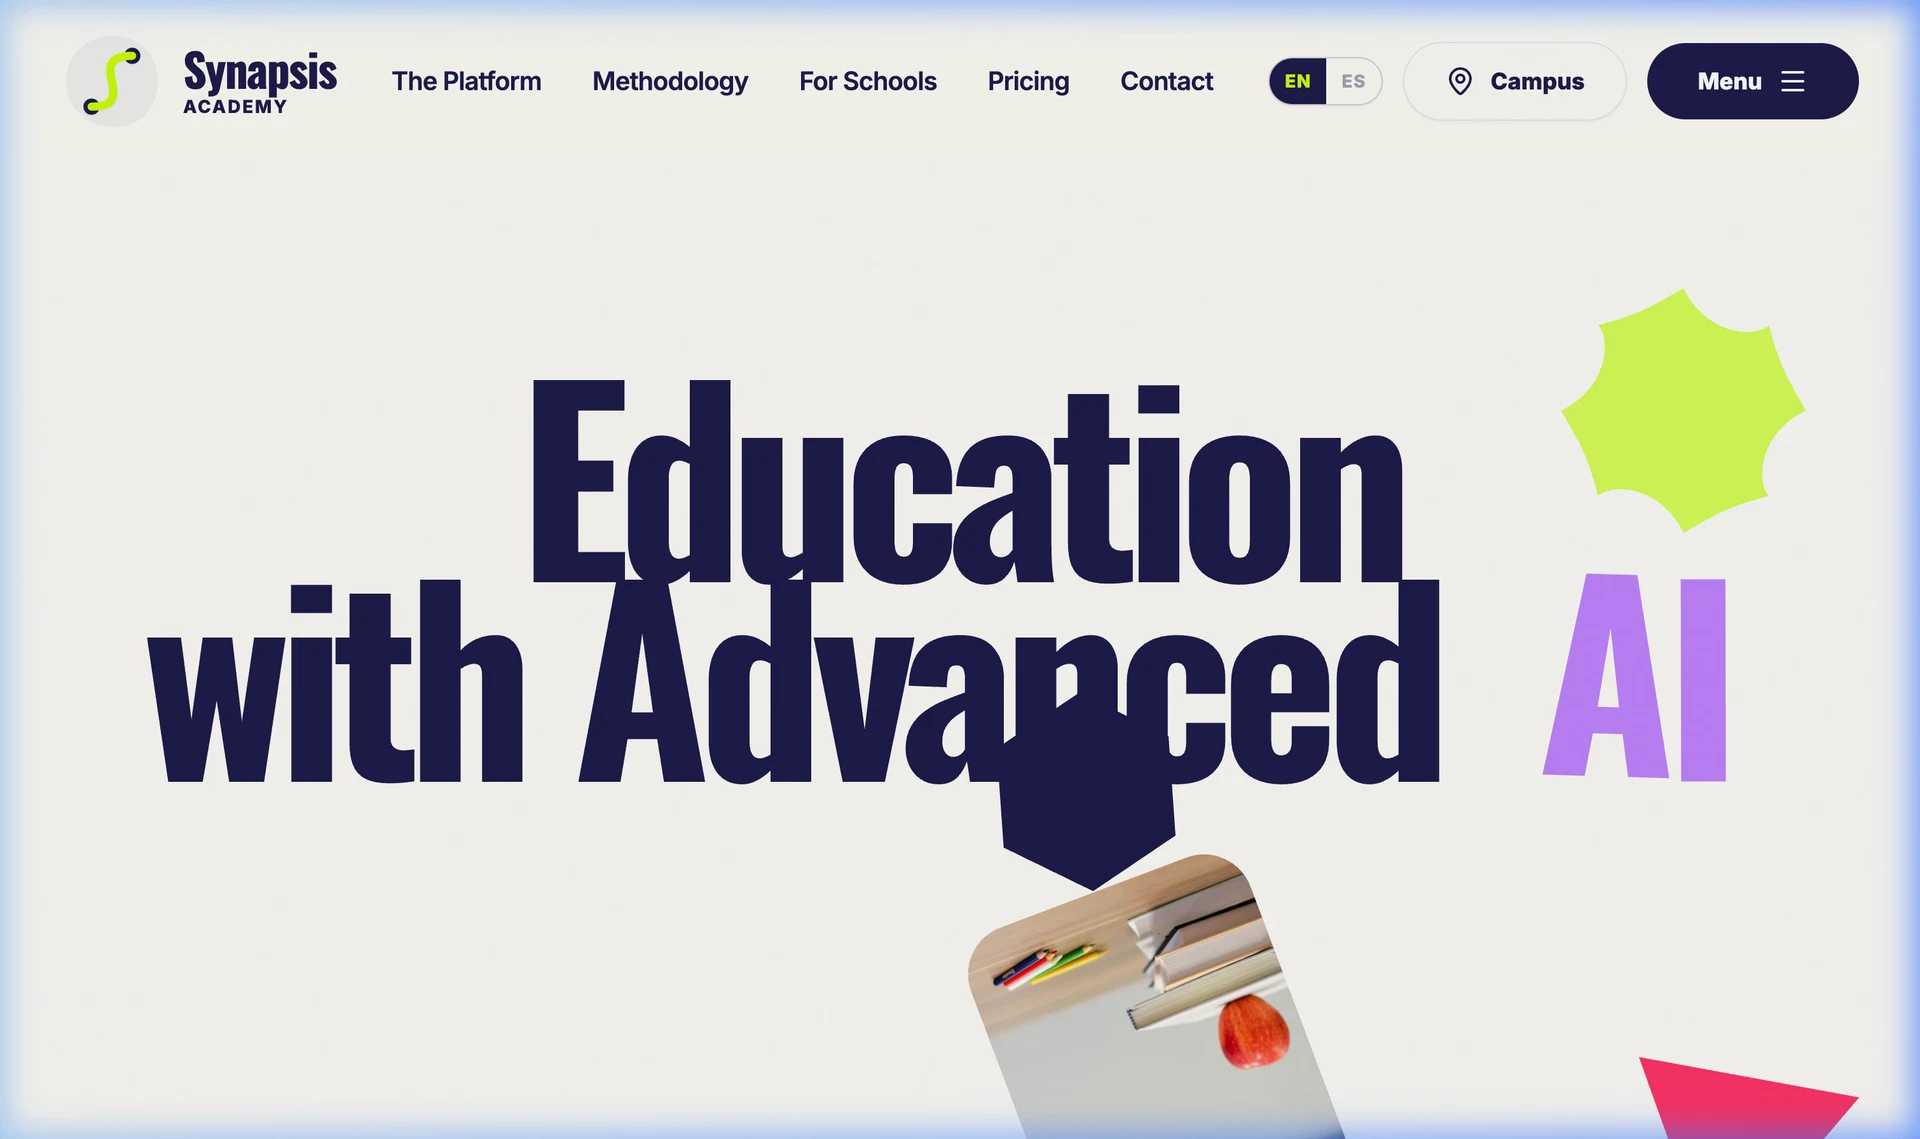 Synapsis
ACADEMY
The Platform
Methodology
For Schools
Pricing
Contact
EN
ES
Campus
Menu
Education
with Advanced AI